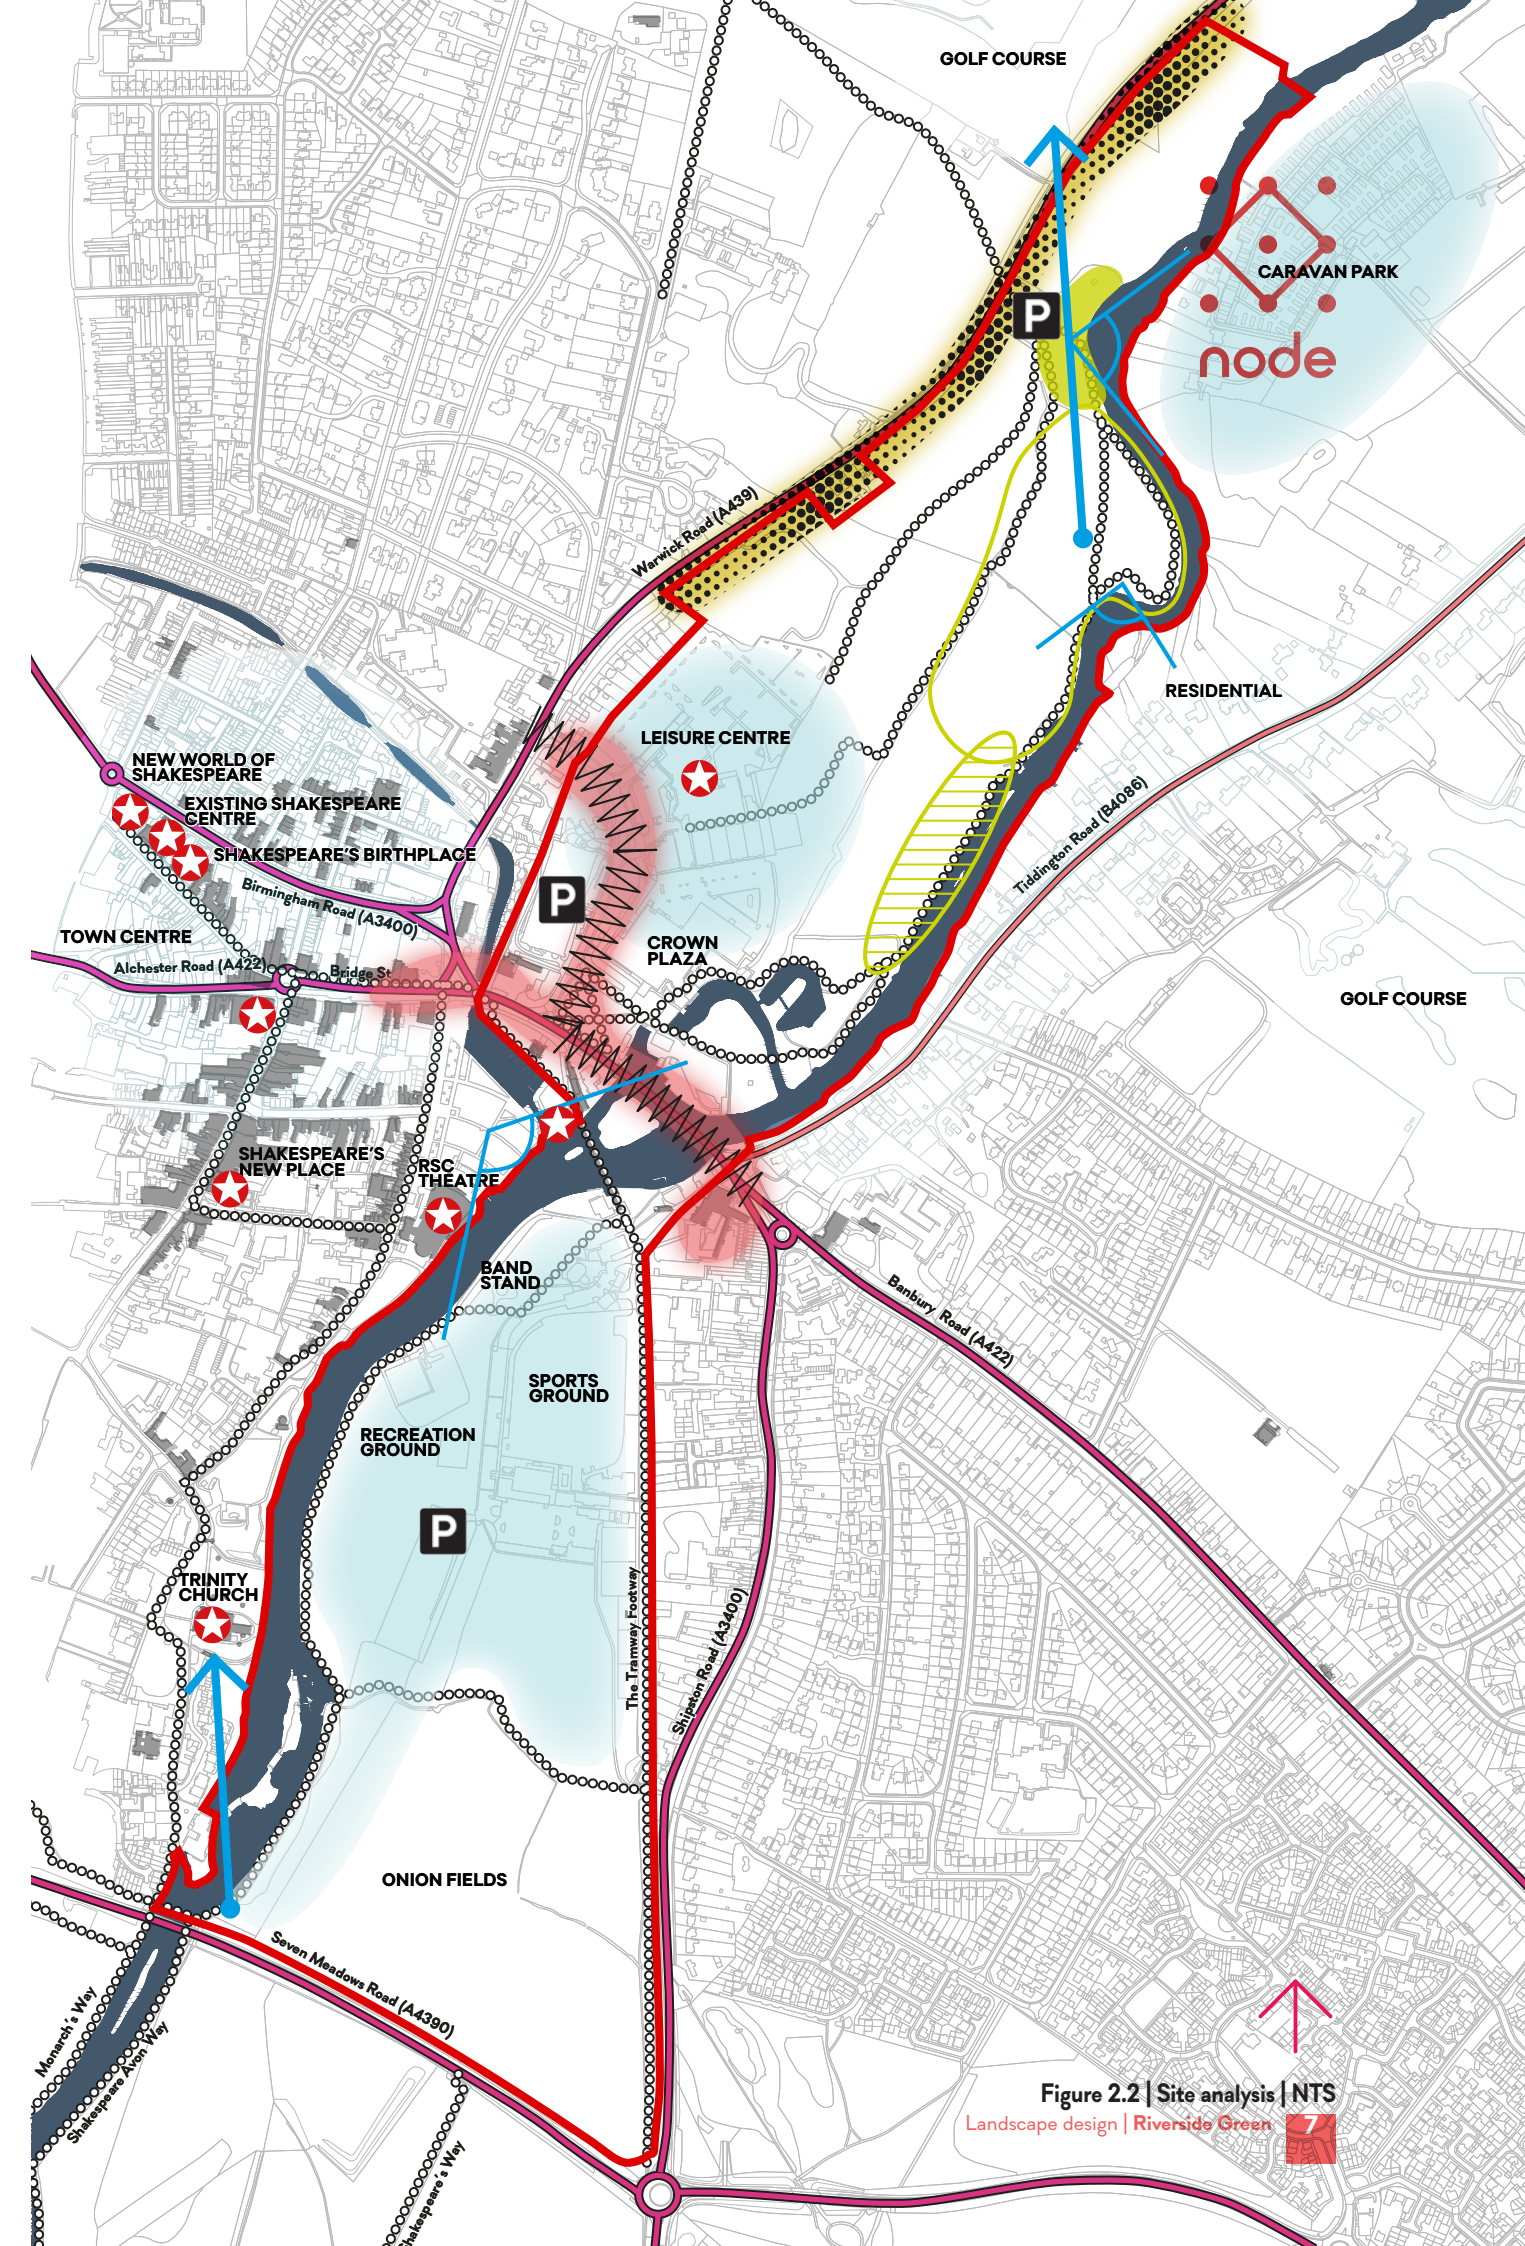 GOLF COURSE
P
CARAVAN PARK
node
Warwick Road (A439)
RESIDENTIAL
LEISURE CENTRE
NEW WORLD OF
SHAKESPEARE
EXISTING SHAKESPEARE
CENTRE
SHAKESPEARE'S BIRTHPLACE
Tiddington Road (B4086)
Birmingham Road (A3400)
P
TOWN CENTRE
CROWN
PLAZA
Alchester Road (A422)
Bridge St
GOLF COURSE
SHAKESPEARE'S
NEW PLACE
RSC
THEATRE
BAND
STAND
Banbury Road (A422)
SPORTS
GROUND
RECREATION
GROUND
P
TRINITY
CHURCH
The Tramway Footway
Shipston Road (A3400)
ONION FIELDS
Seven Meadows Road (A4390)
Monarch's Way
Shakespeare Avon Way
Shakespeare's Way
Figure 2.2 | Site analysis | NTS
Landscape design | Riverside Green 7